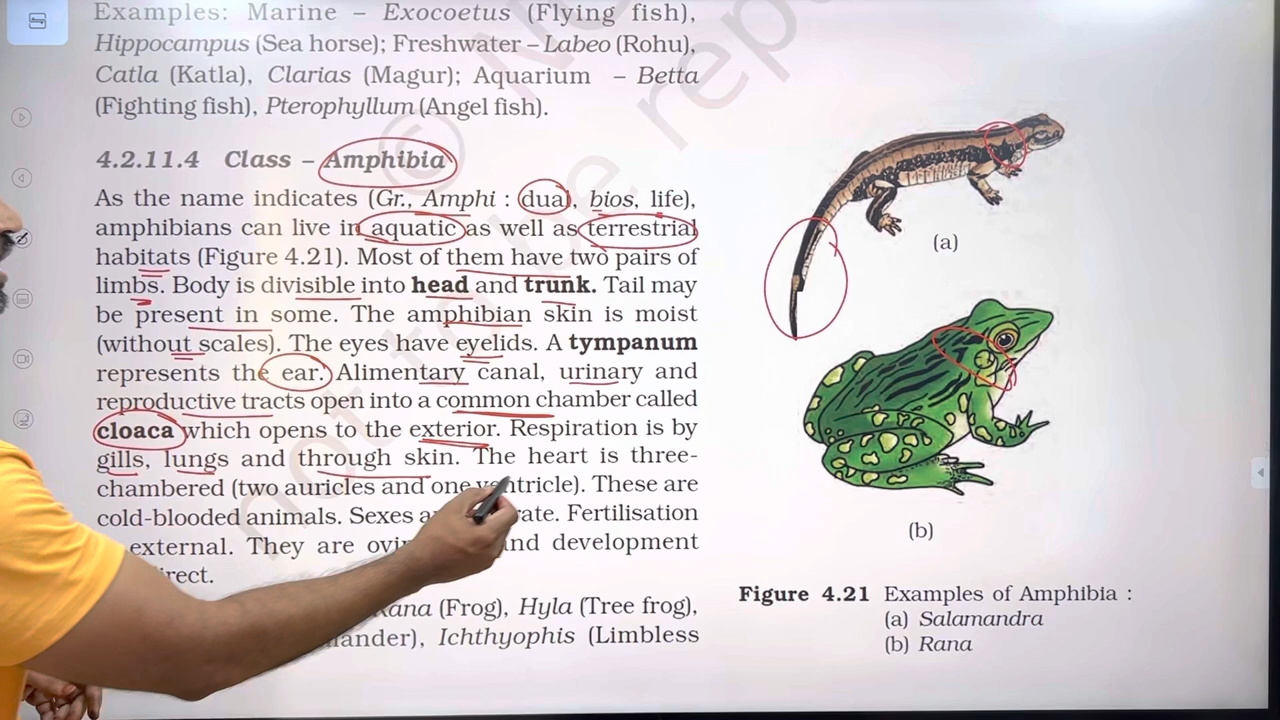 Examples: Marine – Exocoetus (Flying fish),
Hippocampus (Sea horse); Freshwater – Labeo (Rohu),
Catla (Katla), Clarias (Magur); Aquarium – Betta
(Fighting fish), Pterophyllum (Angel fish).
4.2.11.4 Class – Amphibia
As the name indicates (Gr., Amphi : dual, bios, life),
amphibians can live in aquatic as well as terrestrial
habitats (Figure 4.21). Most of them have two pairs of
limbs. Body is divisible into head and trunk. Tail may
be present in some. The amphibian skin is moist
(without scales). The eyes have eyelids. A tympanum
represents the ear. Alimentary canal, urinary and
reproductive tracts open into a common chamber called
cloaca which opens to the exterior. Respiration is by
gills, lungs and through skin. The heart is three-
chambered (two auricles and one ventricle). These are
cold-blooded animals. Sexes Fertilisation
external. They are and development
Rana (Frog), Hyla (Tree frog),
Ichthyophis (Limbless
(a)
(b)
Figure 4.21 Examples of Amphibia :
(a) Salamandra
(b) Rana
not to be rep